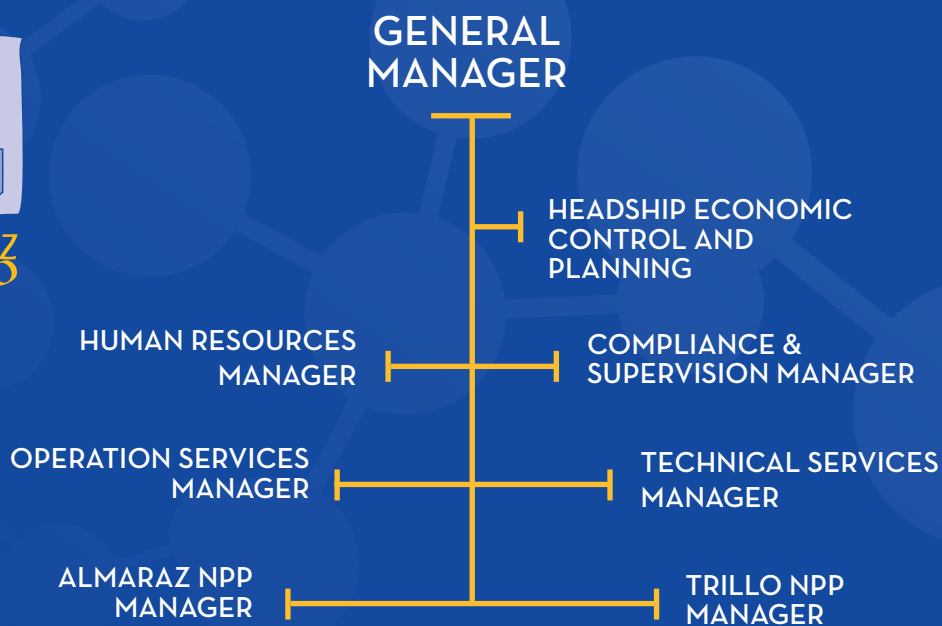 GENERAL
MANAGER
HEADSHIP ECONOMIC
CONTROL AND
PLANNING
HUMAN RESOURCES
MANAGER
COMPLIANCE &
SUPERVISION MANAGER
OPERATION SERVICES
MANAGER
TECHNICAL SERVICES
MANAGER
ALMARAZ NPP
MANAGER
TRILLO NPP
MANAGER